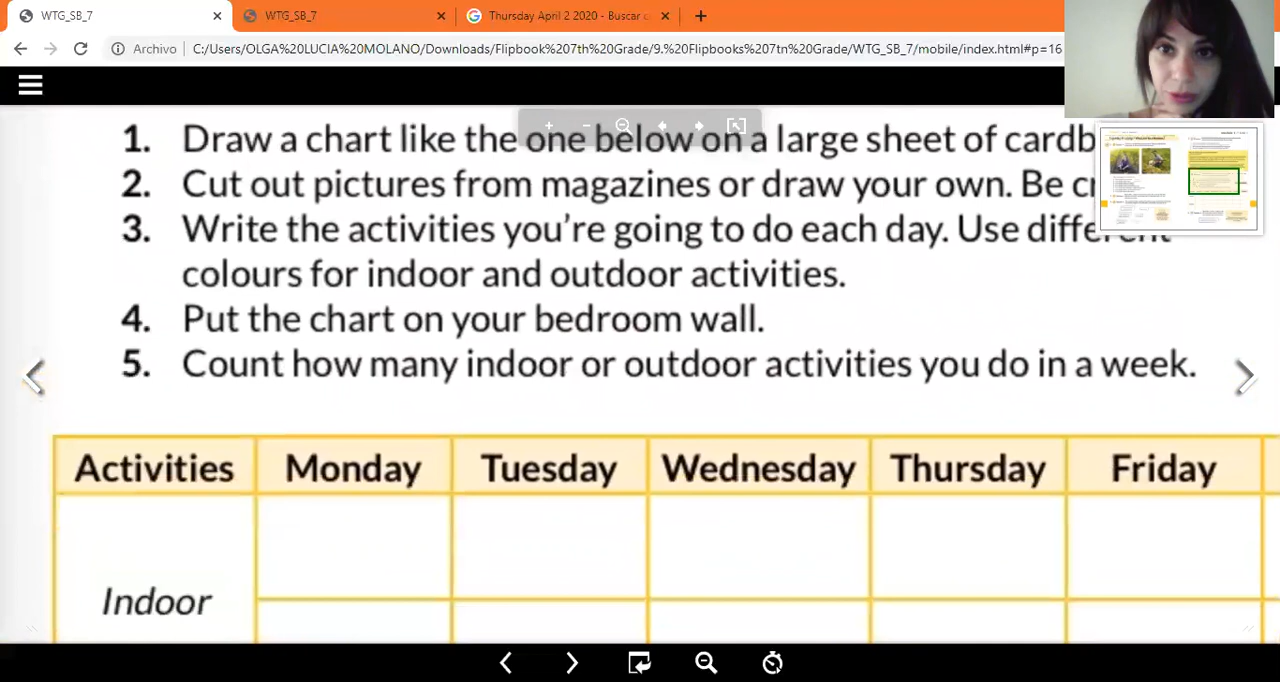 WTG_SB_7
WTG_SB_7
Thursday April 2 2020 - Buscar
Archivo
C:/Users/OLGA%20LUCIA%20MOLANO/Downloads/Flipbook%207th%20Grade/9.%20Flipbooks%207tn%20Grade/WTG_SB_7/mobile/index.html#p=16
1. Draw a chart like the one below on a large sheet of cardb
2. Cut out pictures from magazines or draw your own. Be cr
3. Write the activities you're going to do each day. Use different
colours for indoor and outdoor activities.
4. Put the chart on your bedroom wall.
5. Count how many indoor or outdoor activities you do in a week.
Activities Monday Tuesday Wednesday Thursday Friday
Indoor